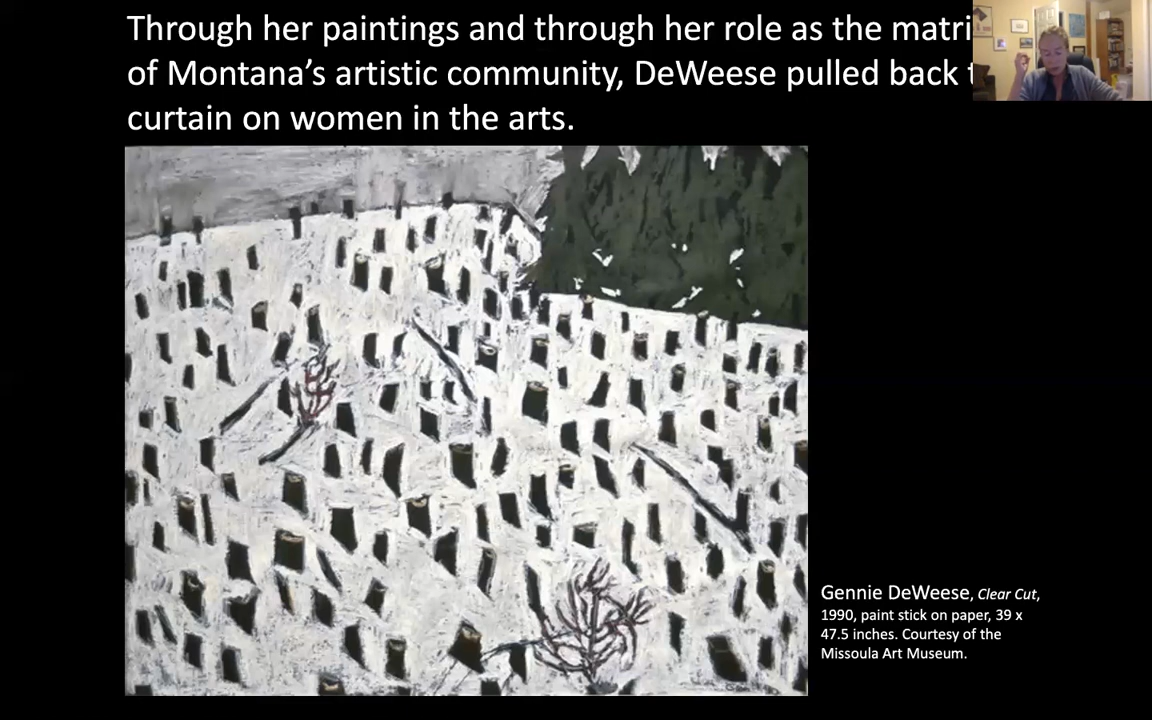 Through her paintings and through her role as the
of Montana's artistic community, DeWeese pulled back
curtain on women in the arts.
Gennie DeWeese, Clear Cut,
1990, paint stick on paper, 39 x
47.5 inches. Courtesy of the
Missoula Art Museum.